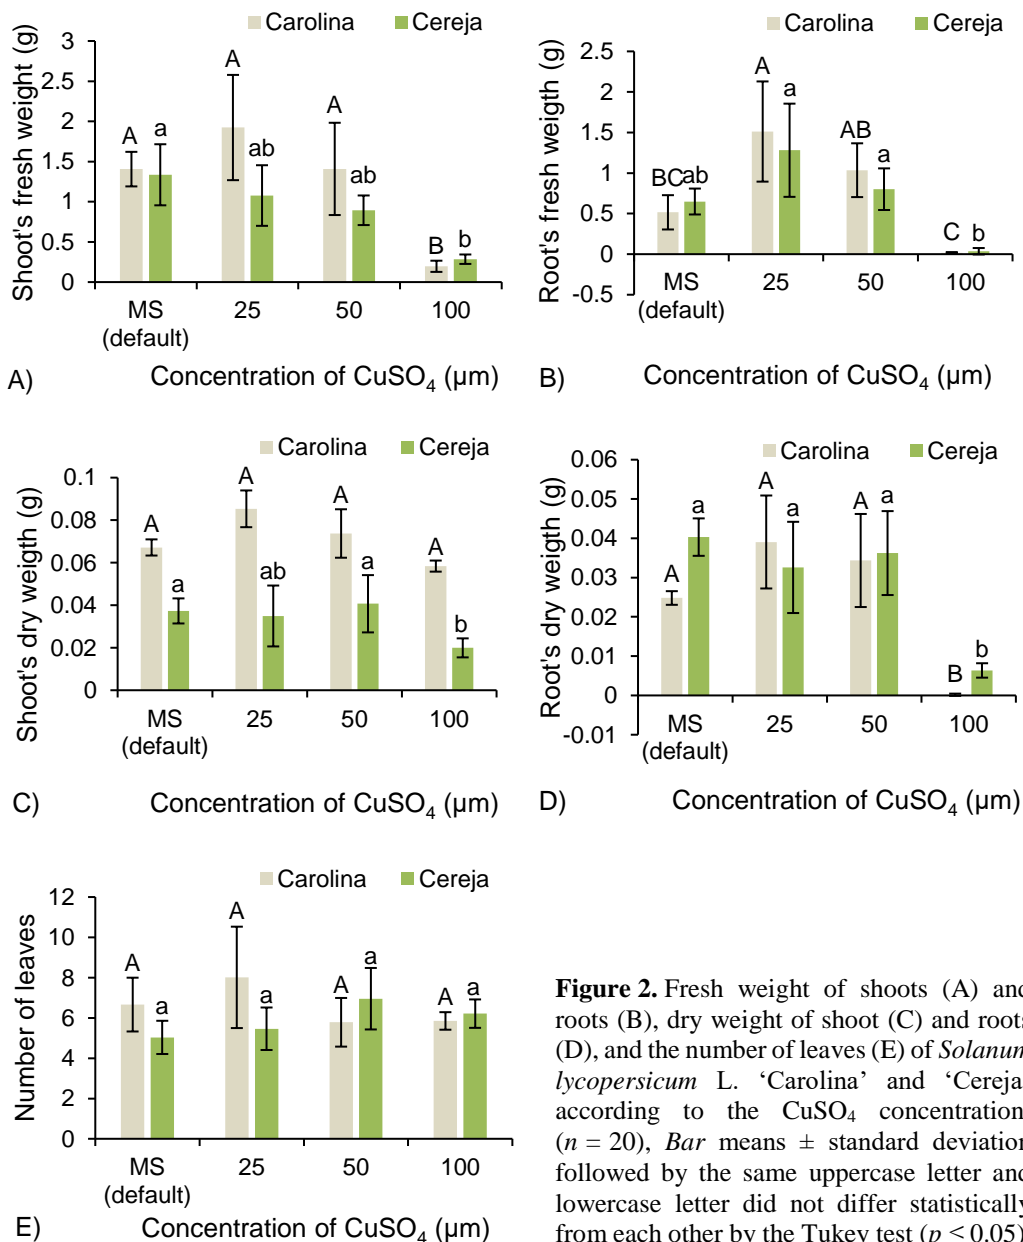 Carolina Cereja
Shoot's fresh weight (g)
3
2.5
2
1.5
1
0.5
0
A a
A ab
A ab
B b
MS (default) 25 50 100
A) Concentration of CuSO4 (µm)
Carolina Cereja
Root's fresh weigth (g)
2.5
2
1.5
1
0.5
0
-0.5
BC ab
A a
AB a
C b
MS (default) 25 50 100
B) Concentration of CuSO4 (µm)
Carolina Cereja
Shoot's dry weigth (g)
0.1
0.08
0.06
0.04
0.02
0
A a
A ab
A a
A b
MS (default) 25 50 100
C) Concentration of CuSO4 (µm)
Carolina Cereja
Root's dry weigth (g)
0.06
0.05
0.04
0.03
0.02
0.01
0
-0.01
A a
A a
A a
B b
MS (default) 25 50 100
D) Concentration of CuSO4 (µm)
Carolina Cereja
Number of leaves
12
10
8
6
4
2
0
A a
A a
A a
A a
MS (default) 25 50 100
E) Concentration of CuSO4 (µm)
Figure 2. Fresh weight of shoots (A) and
roots (B), dry weight of shoot (C) and roots
(D), and the number of leaves (E) of Solanum
lycopersicum L. ‘Carolina’ and ‘Cereja
according to the CuSO4 concentration
(n = 20), Bar means ± standard deviation
followed by the same uppercase letter and
lowercase letter did not differ statistically
from each other by the Tukey test (p < 0.05)